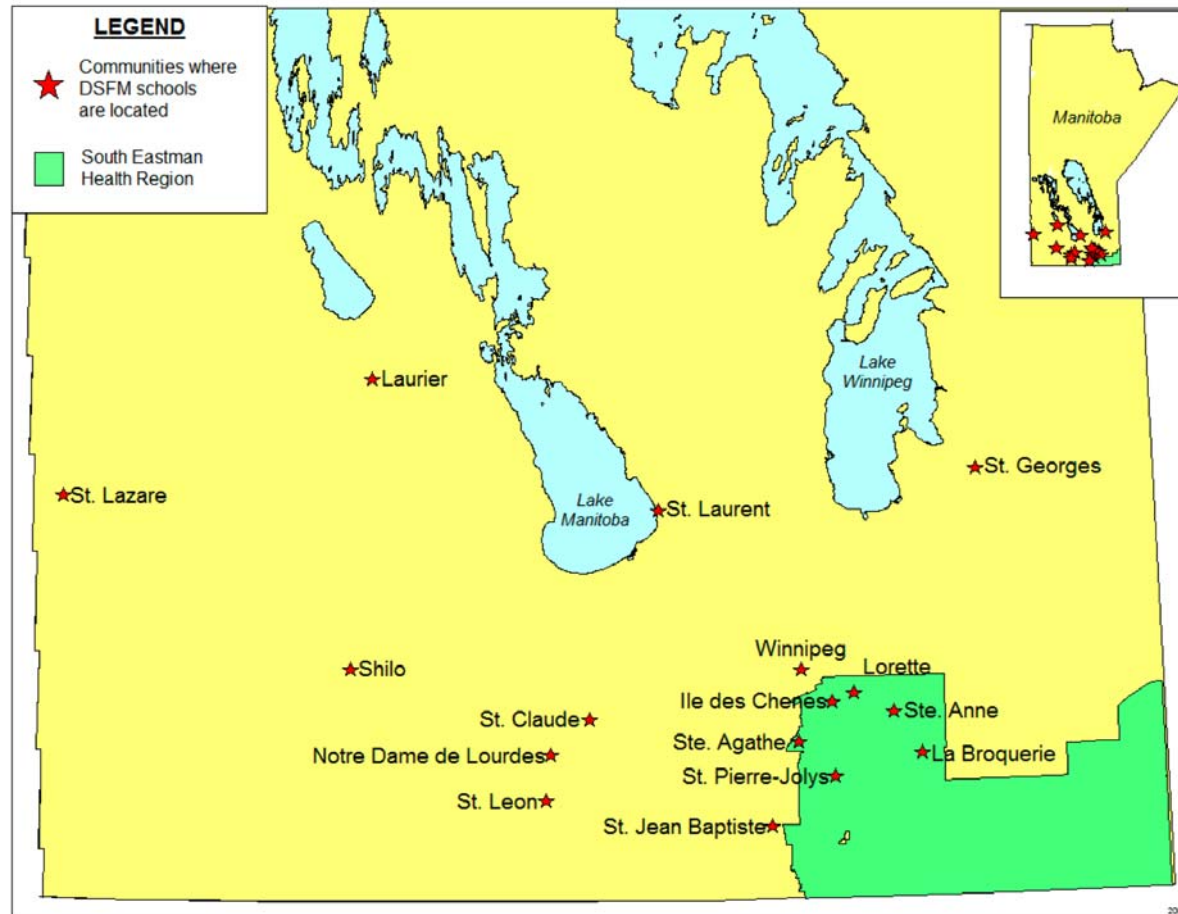 LEGEND
Communities where
DSFM schools
are located
South Eastman
Health Region
Manitoba
Lake
Winnipeg
Laurier
St. Georges
St. Lazare
Lake
Manitoba
St. Laurent
Winnipeg
Shilo
Lorette
Ile des Chenes
Ste. Anne
St. Claude
Ste. Agathe
La Broquerie
Notre Dame de Lourdes
St. Pierre-Jolys
St. Leon
St. Jean Baptiste